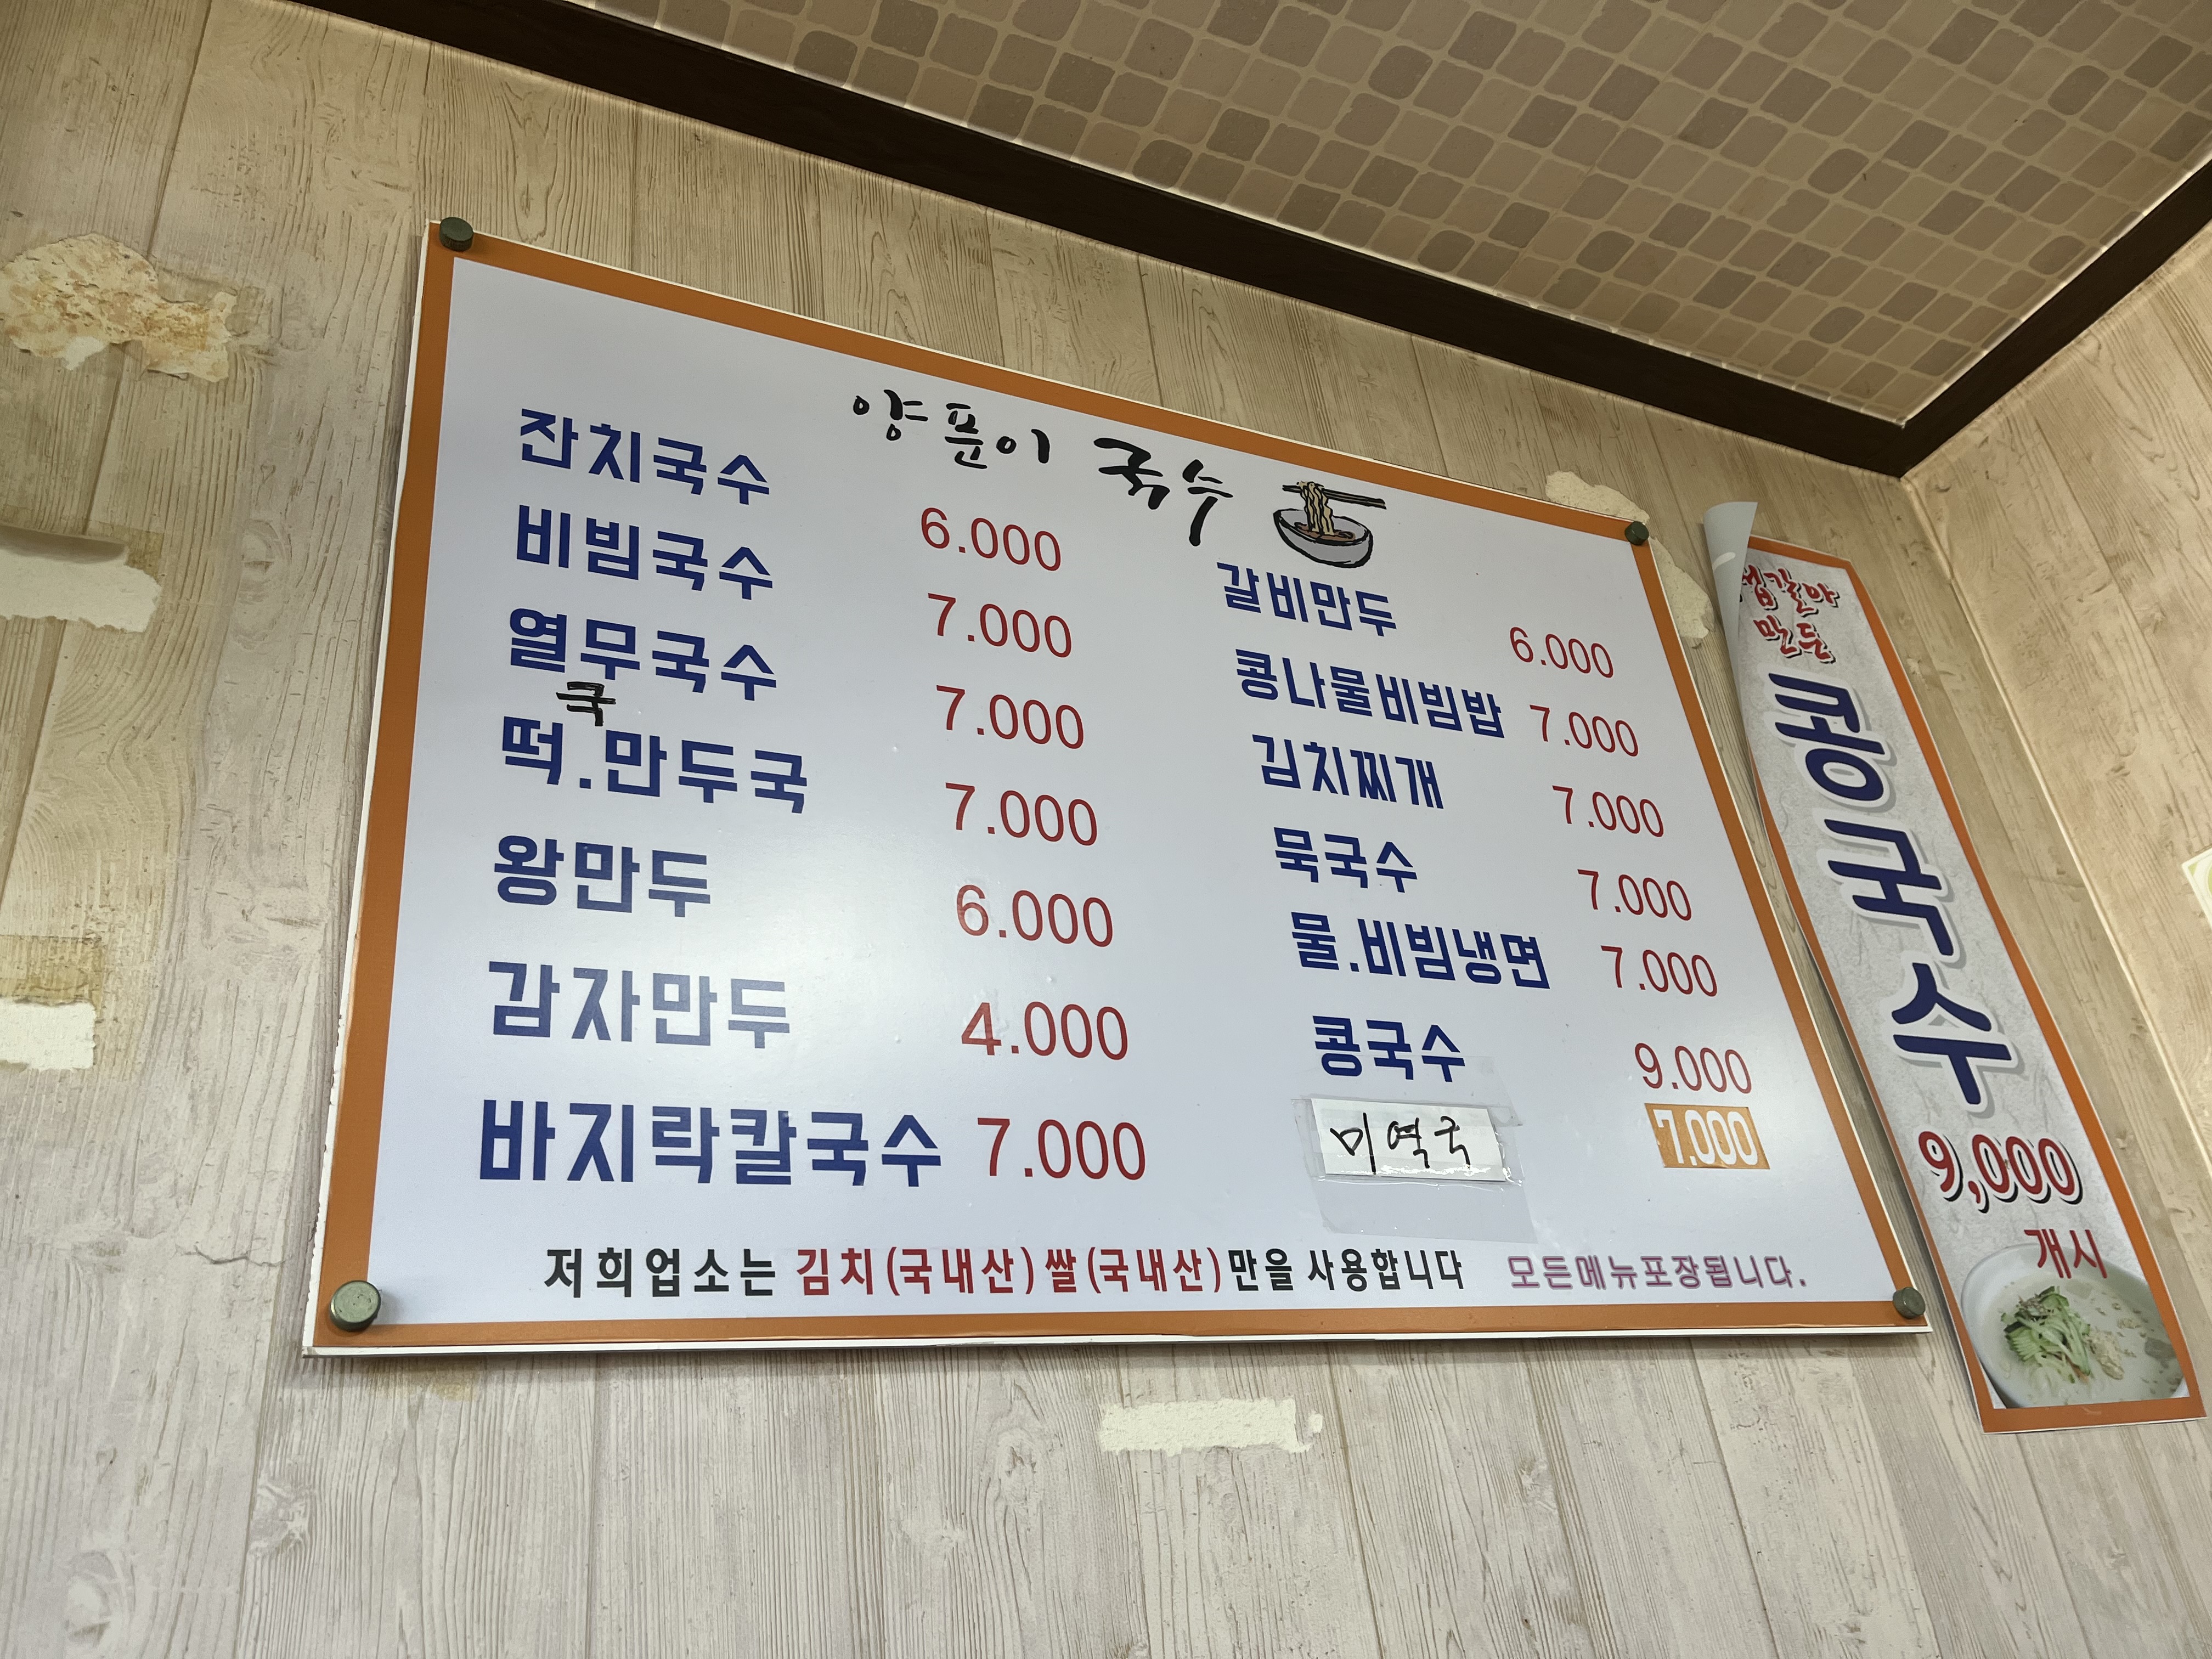 양푼이 국수
잔치국수 6.000
비빔국수 7.000
열무국수 7.000
국
떡.만두국 7.000
왕만두 6.000
감자만두 4.000
바지락칼국수 7.000
갈비만두 6.000
콩나물비빔밥 7.000
김치찌개 7.000
묵국수 7.000
물.비빔냉면 7.000
콩국수 9.000
미역국 7.000
저희업소는 김치(국내산) 쌀(국내산)만을 사용합니다 모든메뉴포장됩니다.
갈아
만든
콩국수
9,000
개시